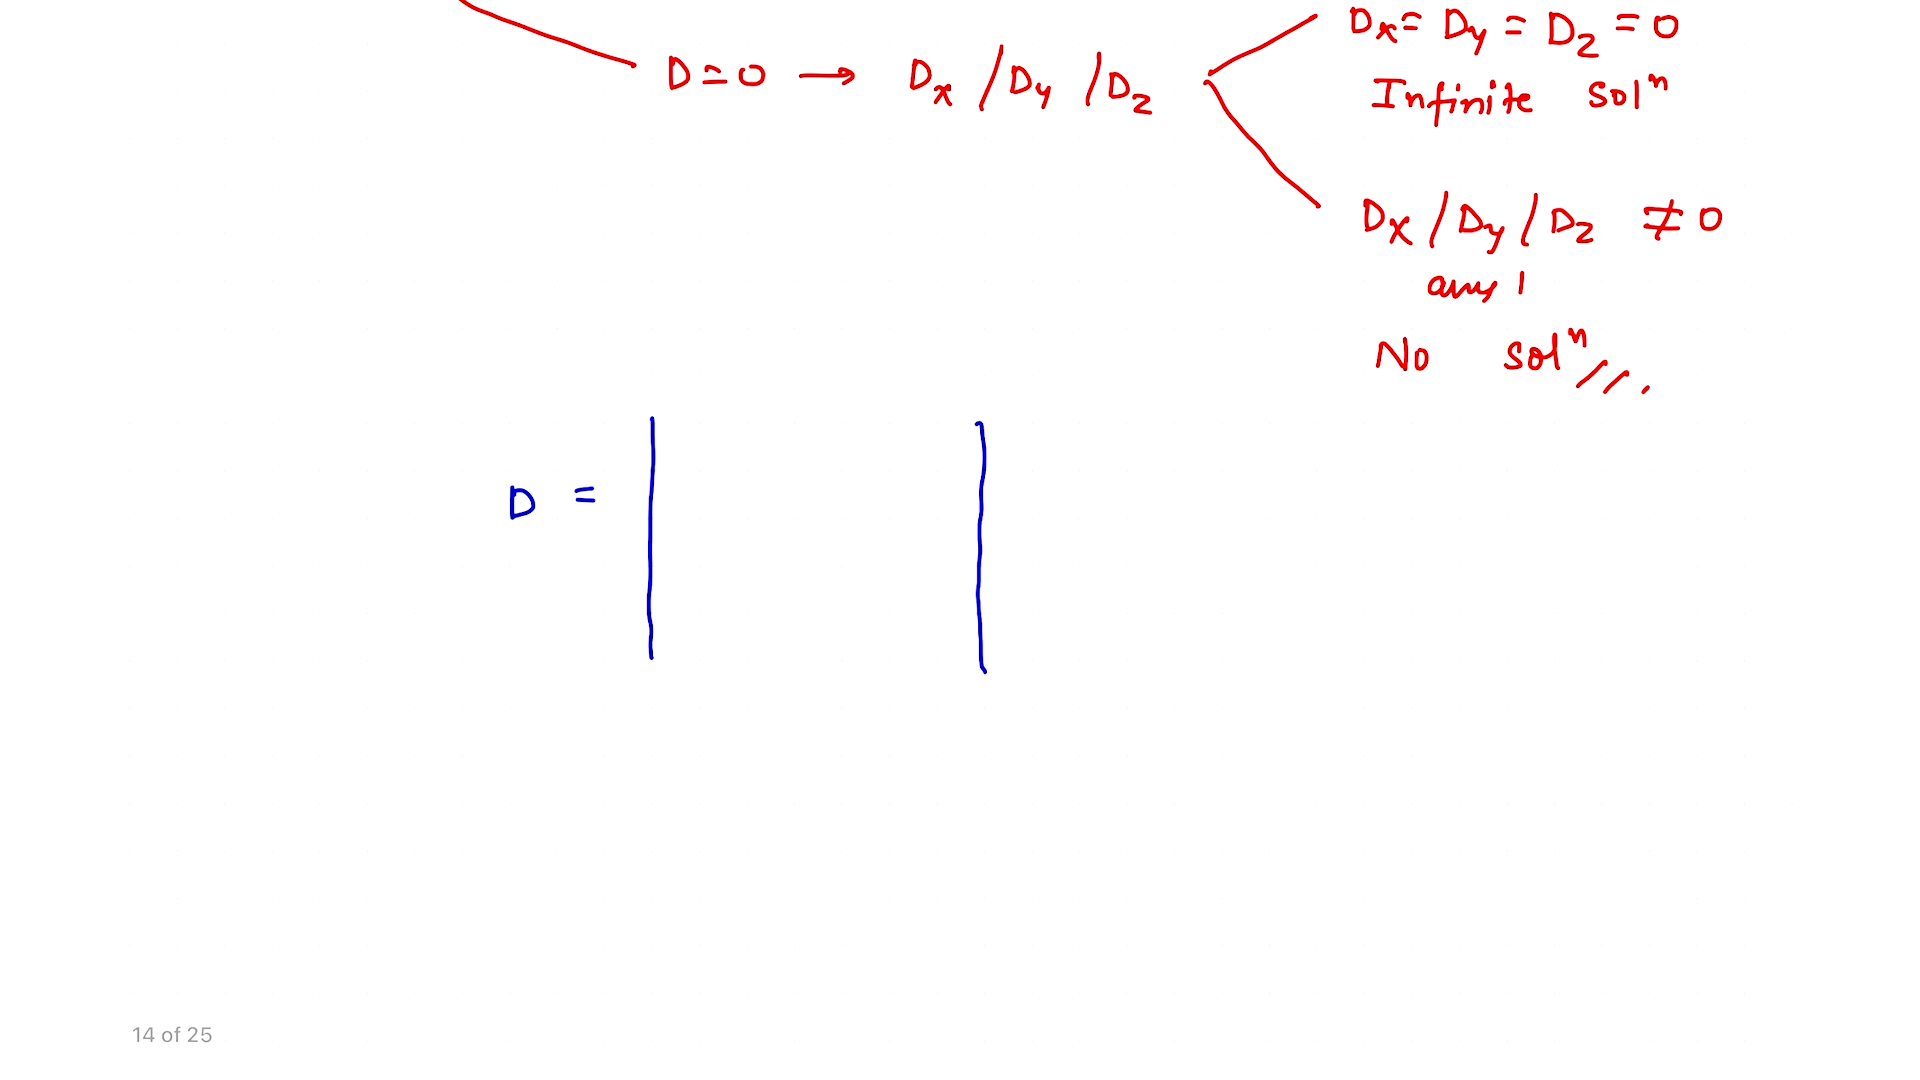 Dx = Dy = Dz = 0
D = 0 → Dx / Dy / Dz
Infinite solⁿ
Dx / Dy / Dz ≠ 0
any 1
No solⁿ //.
D =
14 of 25